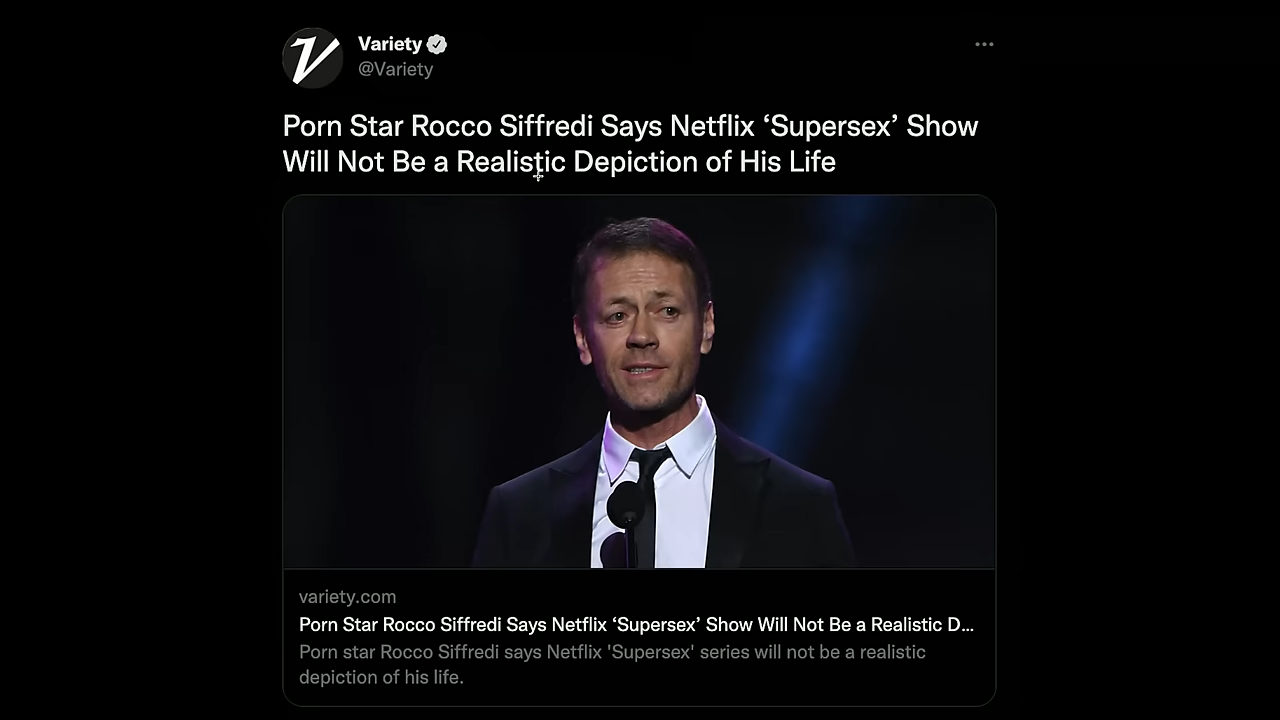 Variety
@Variety
Porn Star Rocco Siffredi Says Netflix ‘Supersex’ Show
Will Not Be a Realistic Depiction of His Life
variety.com
Porn Star Rocco Siffredi Says Netflix ‘Supersex’ Show Will Not Be a Realistic D...
Porn star Rocco Siffredi says Netflix 'Supersex' series will not be a realistic
depiction of his life.